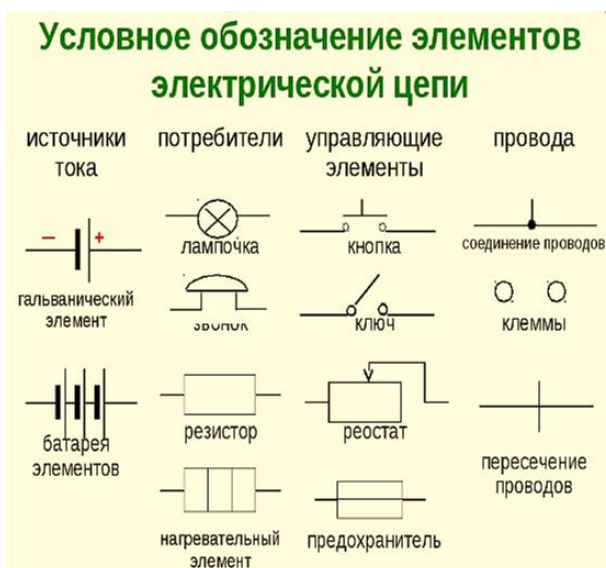 Условное обозначение элементов
электрической цепи
источники
тока
потребители
управляющие
элементы
провода
− +
гальванический
элемент
лампочка
кнопка
соединение проводов
звонок
ключ
клеммы
батарея
элементов
резистор
реостат
пересечение
проводов
нагревательный
элемент
предохранитель